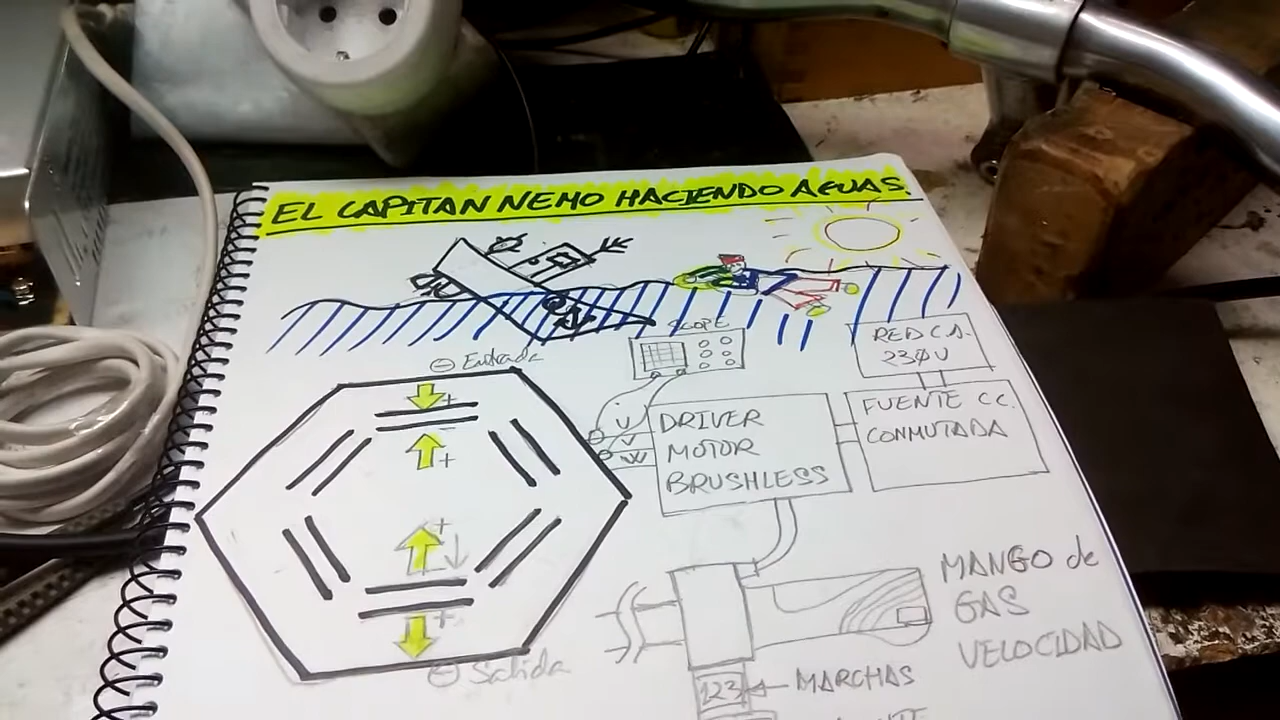 EL CAPITAN NEMO HACIENDO AGUAS.
SCOPE
RED C.A.
230 V
⊖ Entrada
FUENTE C.C.
CONMUTADA
DRIVER
MOTOR
BRUSHLESS
U
V
W
+
-
+
+
+
⊖ Salida
MANGO de
GAS
VELOCIDAD
123
MARCHAS